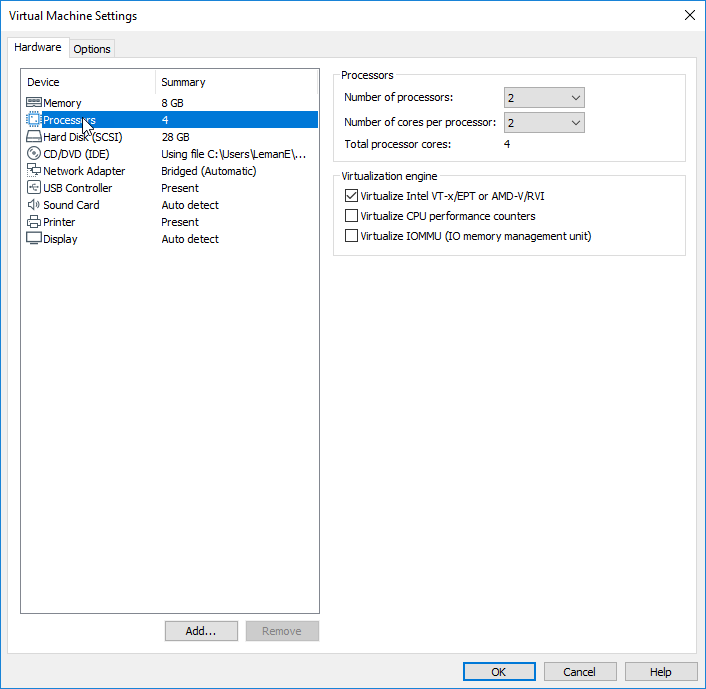 Virtual Machine Settings
Hardware Options
Device Summary
Memory 8 GB
Processors 4
Hard Disk (SCSI) 28 GB
CD/DVD (IDE) Using file C:\Users\LemanE\...
Network Adapter Bridged (Automatic)
USB Controller Present
Sound Card Auto detect
Printer Present
Display Auto detect
Add... Remove
Processors
Number of processors: 2
Number of cores per processor: 2
Total processor cores: 4
Virtualization engine
Virtualize Intel VT-x/EPT or AMD-V/RVI
Virtualize CPU performance counters
Virtualize IOMMU (IO memory management unit)
OK Cancel Help